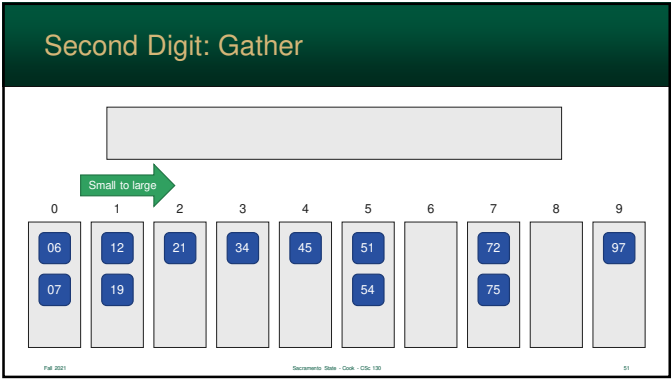 Second Digit: Gather
Small to large
0 1 2 3 4 5 6 7 8 9
06 12 21 34 45 51 72 97
07 19 54 75
Fall 2021 Sacramento State - Cook - CSc 130 51